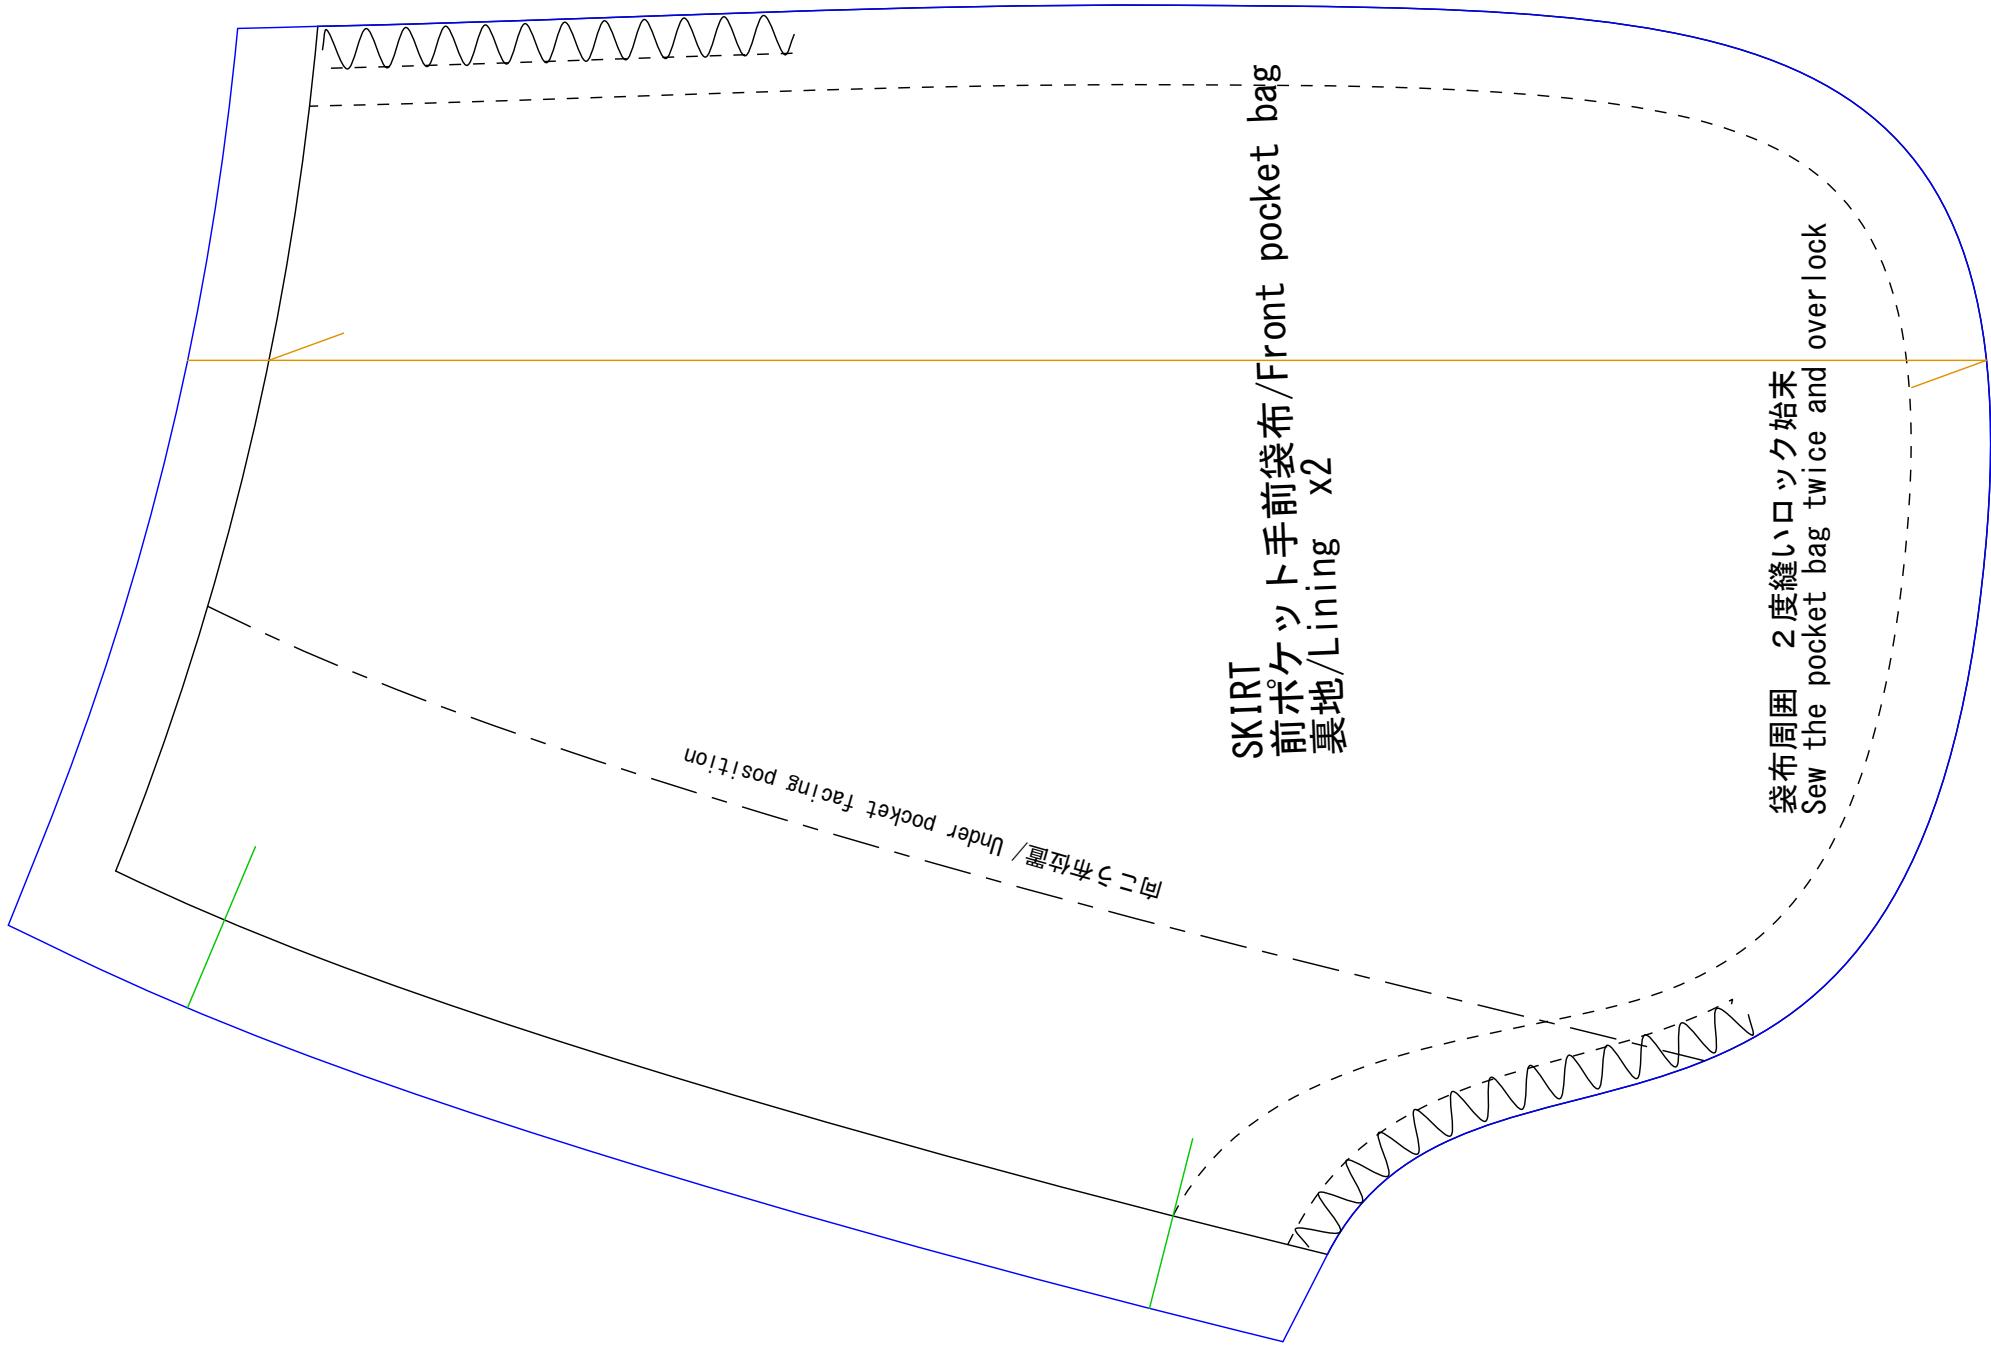 SKIRT
前ポケット手前袋布/Front pocket bag
裏地/Lining　x2
袋布周囲　２度縫いロック始末
Sew the pocket bag twice and overlock
向こう布位置/ Under pocket facing position